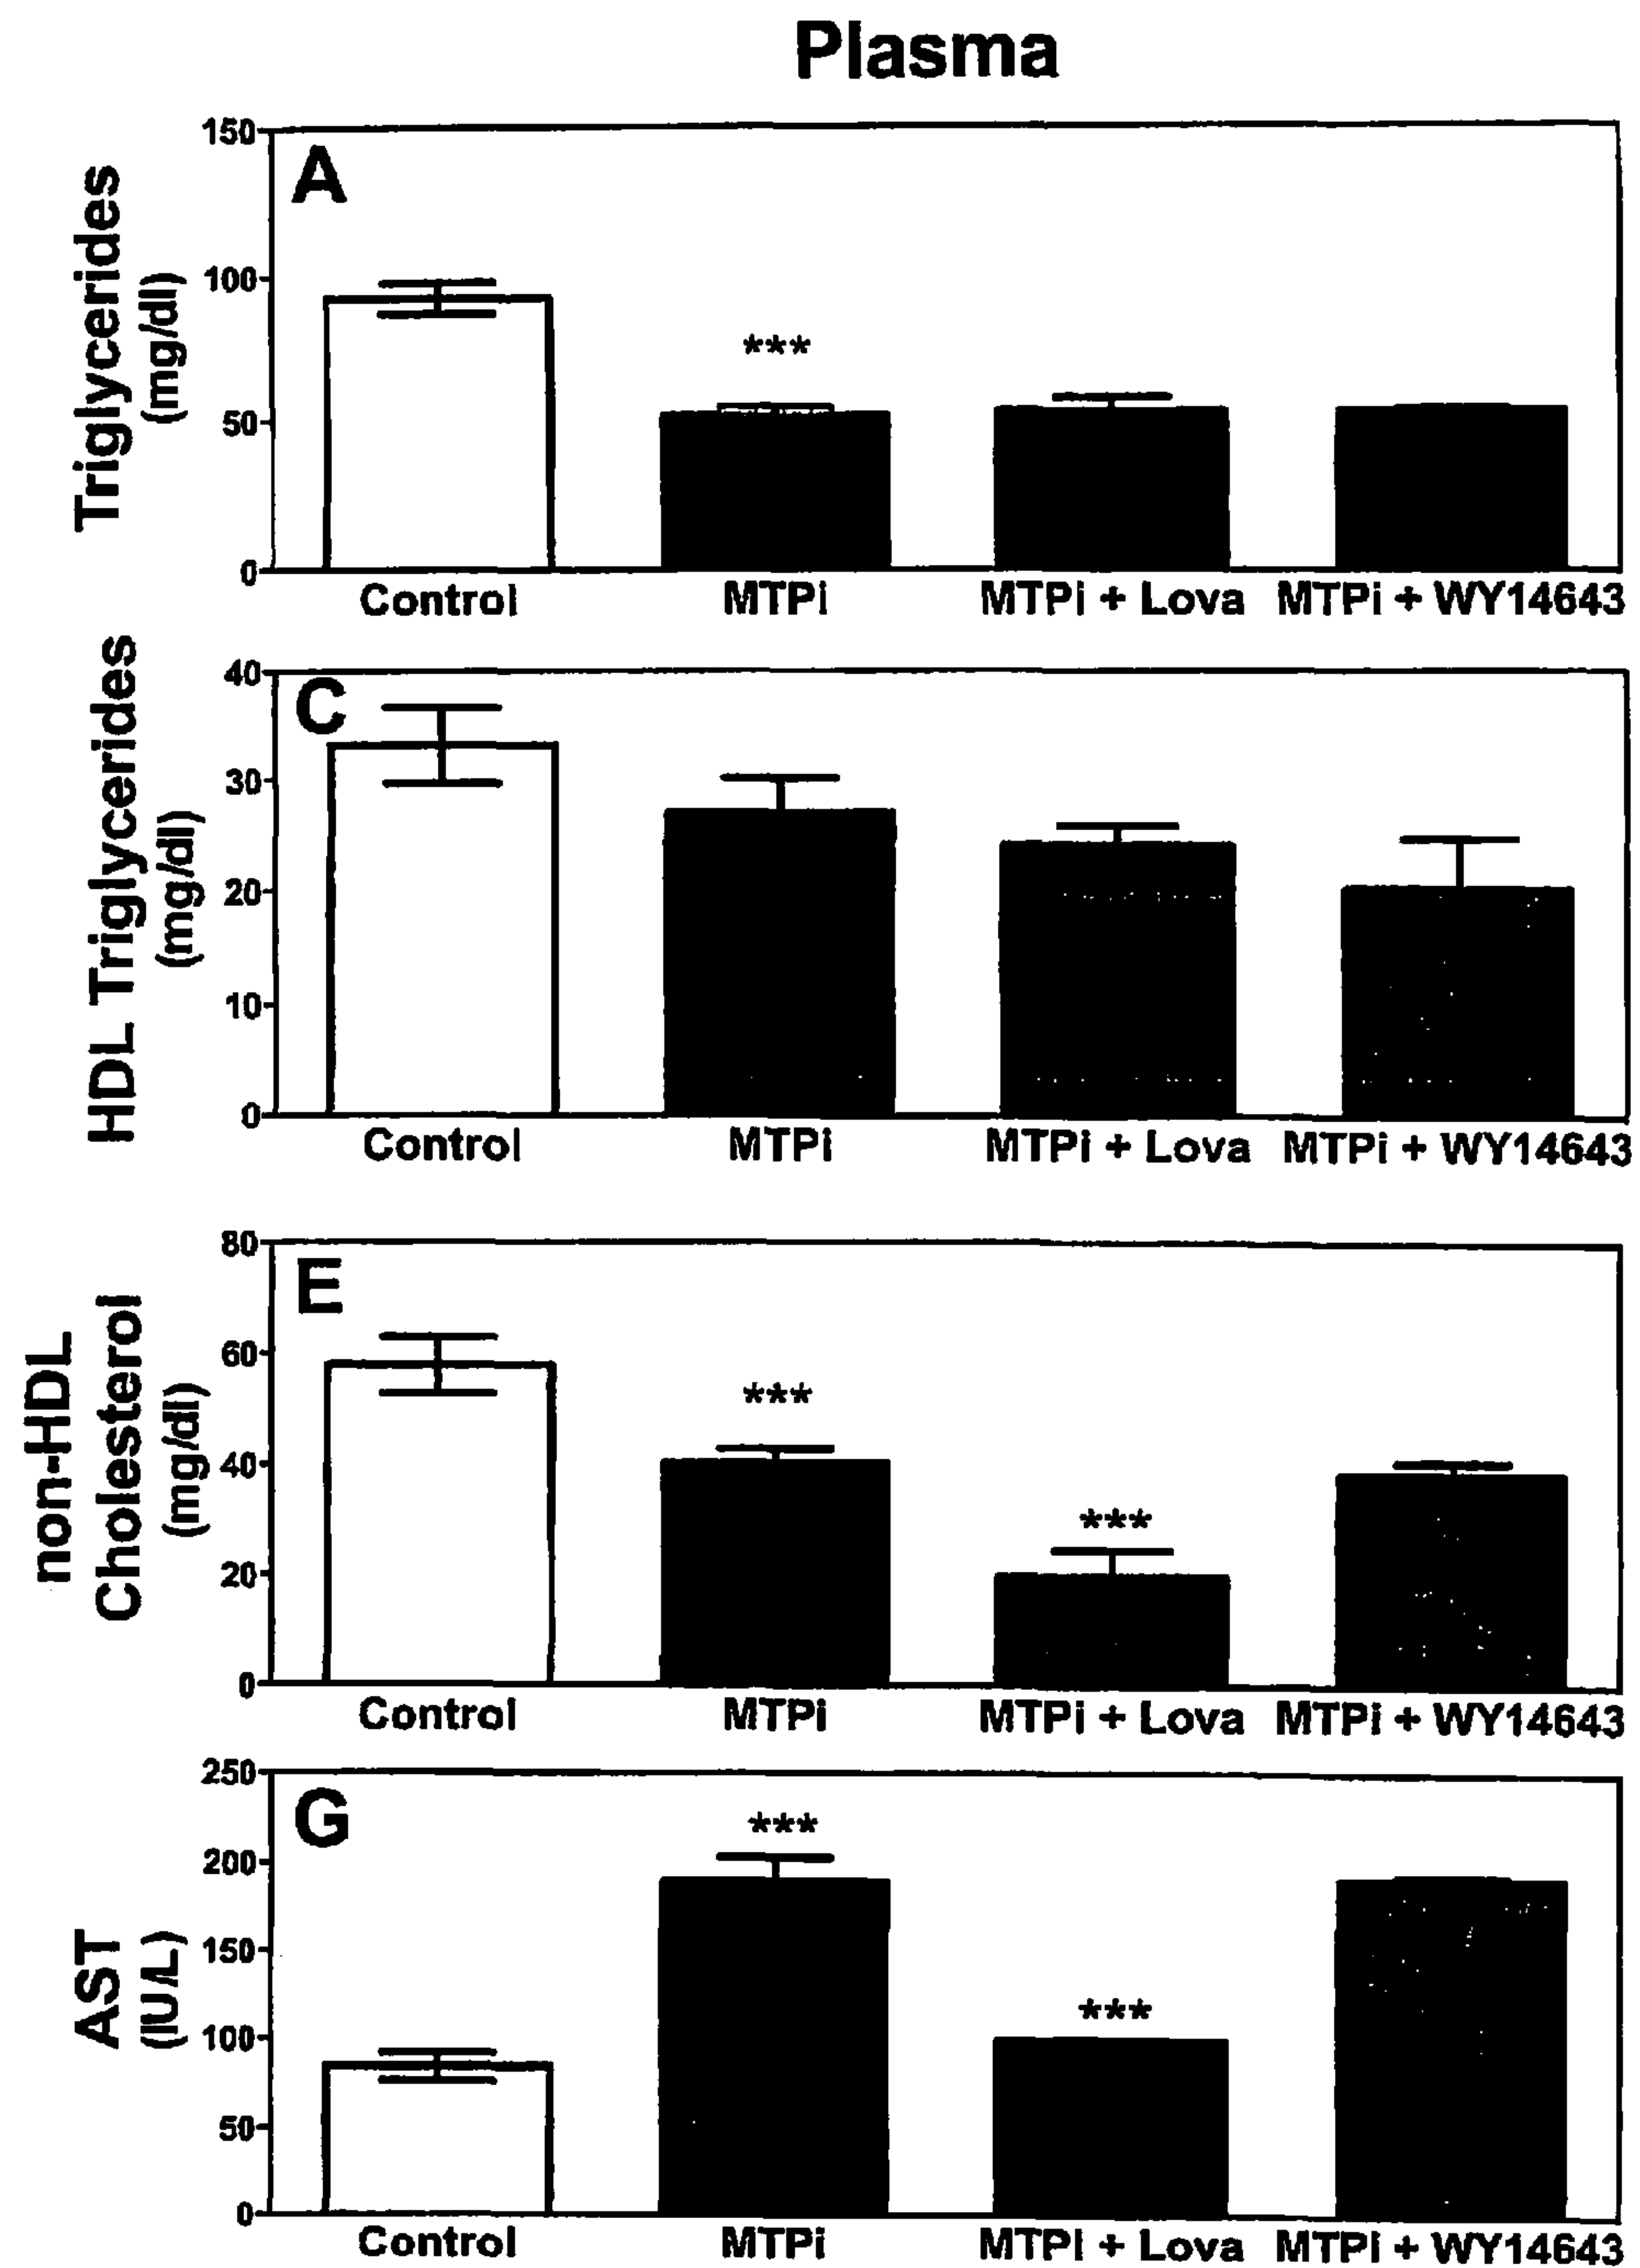 Plasma
A
Triglycerides
(mg/dl)
150
100
50
0
***
Control MTPi MTPi + Lova MTPi + WY14643
C
HDL Triglycerides
(mg/dl)
40
30
20
10
0
Control MTPi MTPi + Lova MTPi + WY14643
E
non-HDL
Cholesterol
(mg/dl)
80
60
40
20
0
***
***
Control MTPi MTPi + Lova MTPi + WY14643
G
AST
(IU/L)
250
200
150
100
50
0
***
***
Control MTPi MTPi + Lova MTPi + WY14643